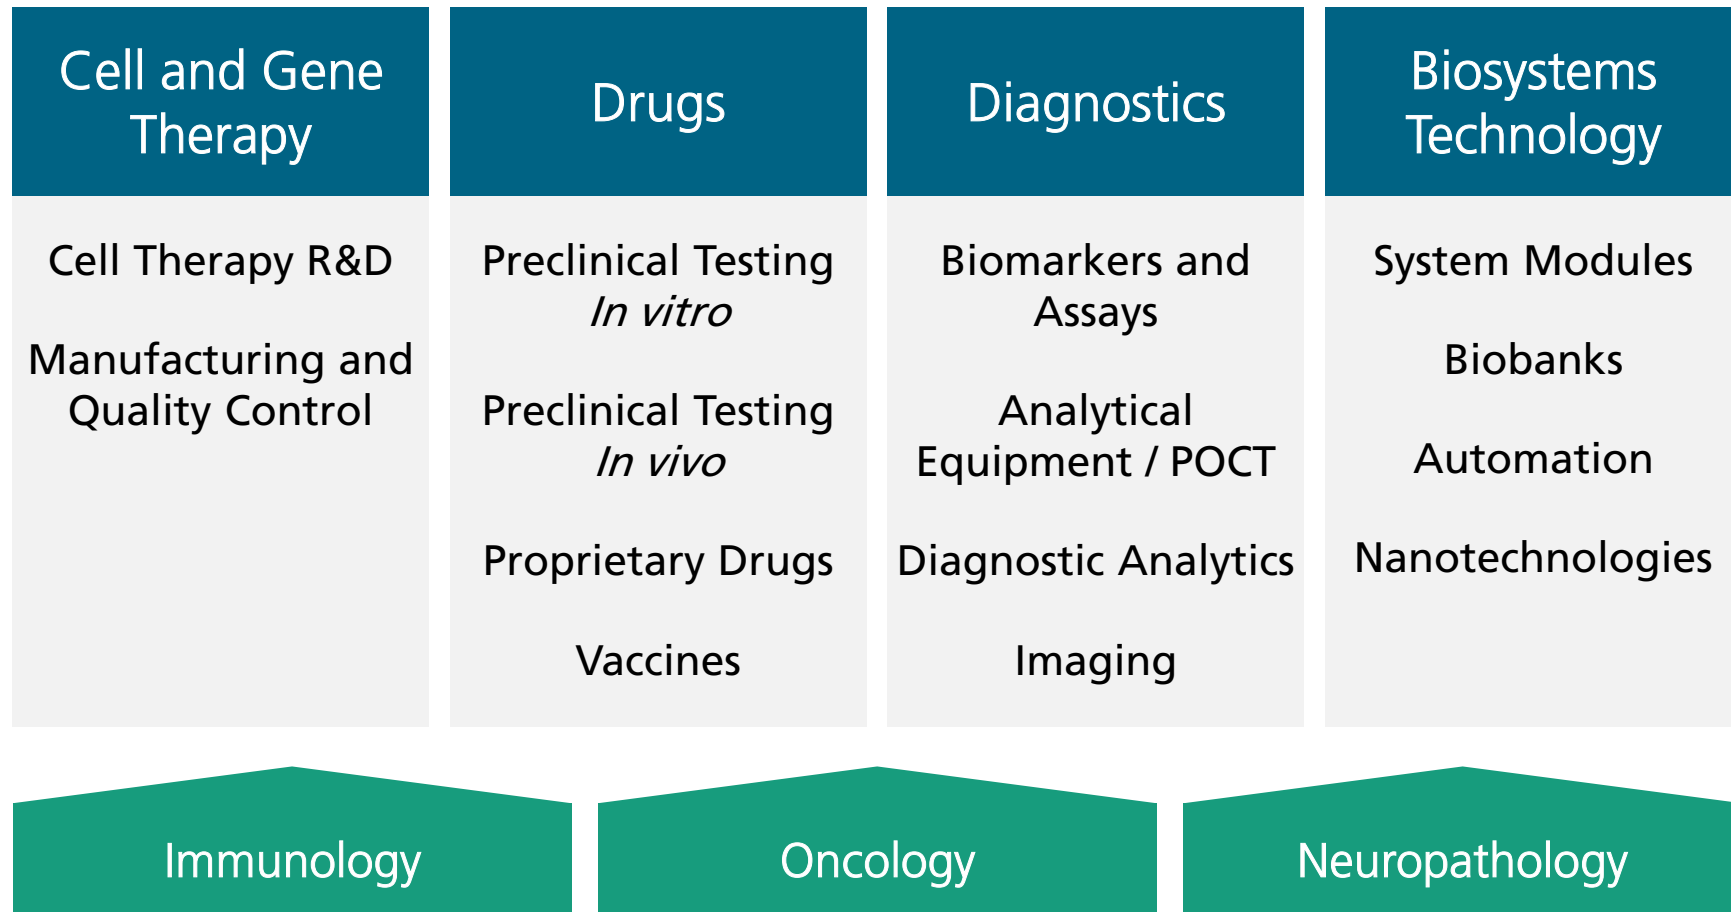 Cell and Gene
Therapy
Cell Therapy R&D
Manufacturing and
Quality Control
Drugs
Preclinical Testing
In vitro
Preclinical Testing
In vivo
Proprietary Drugs
Vaccines
Diagnostics
Biomarkers and
Assays
Analytical
Equipment / POCT
Diagnostic Analytics
Imaging
Biosystems
Technology
System Modules
Biobanks
Automation
Nanotechnologies
Immunology
Oncology
Neuropathology